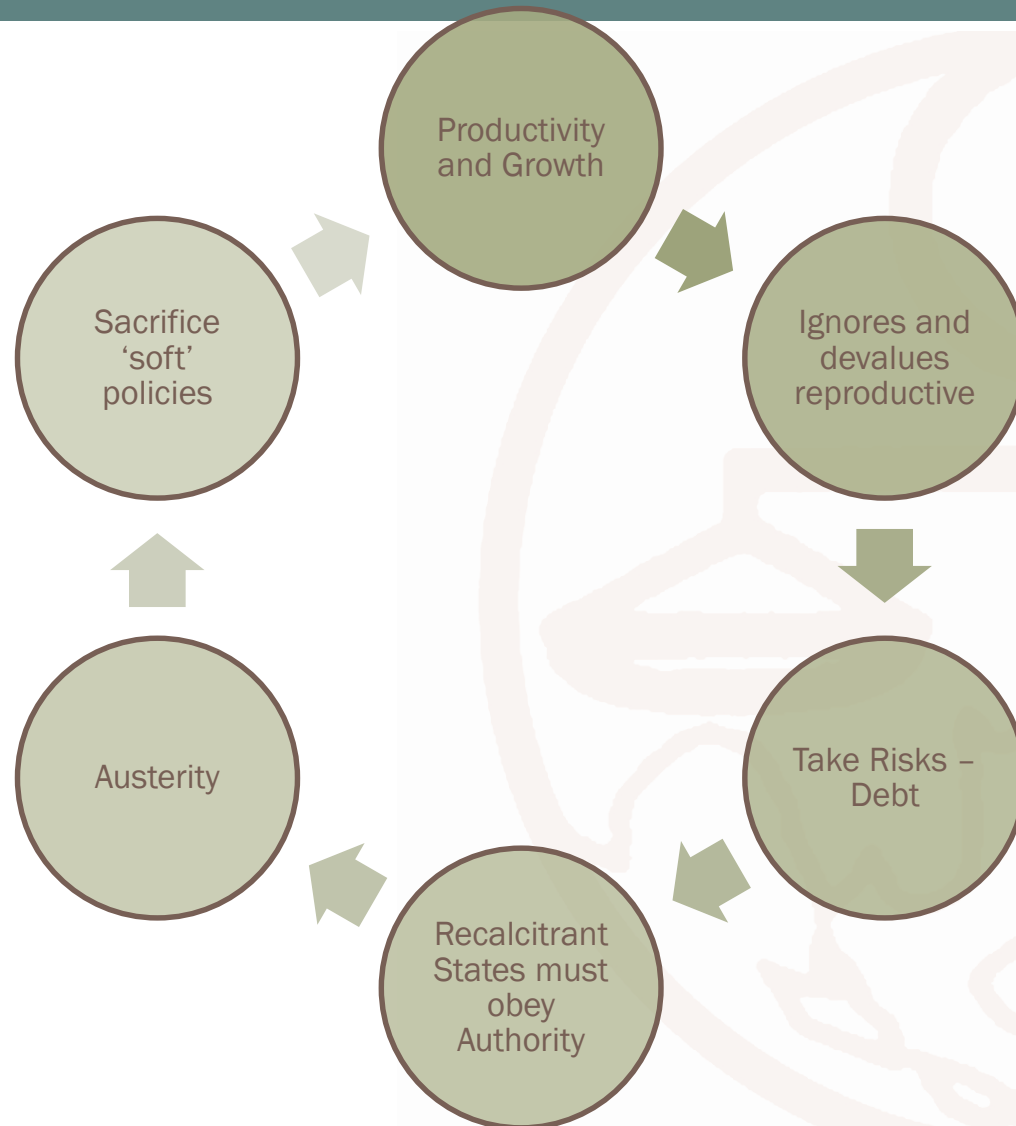 Productivity
and Growth
Ignores and
devalues
reproductive
Take Risks –
Debt
Recalcitrant
States must
obey
Authority
Austerity
Sacrifice
‘soft’
policies